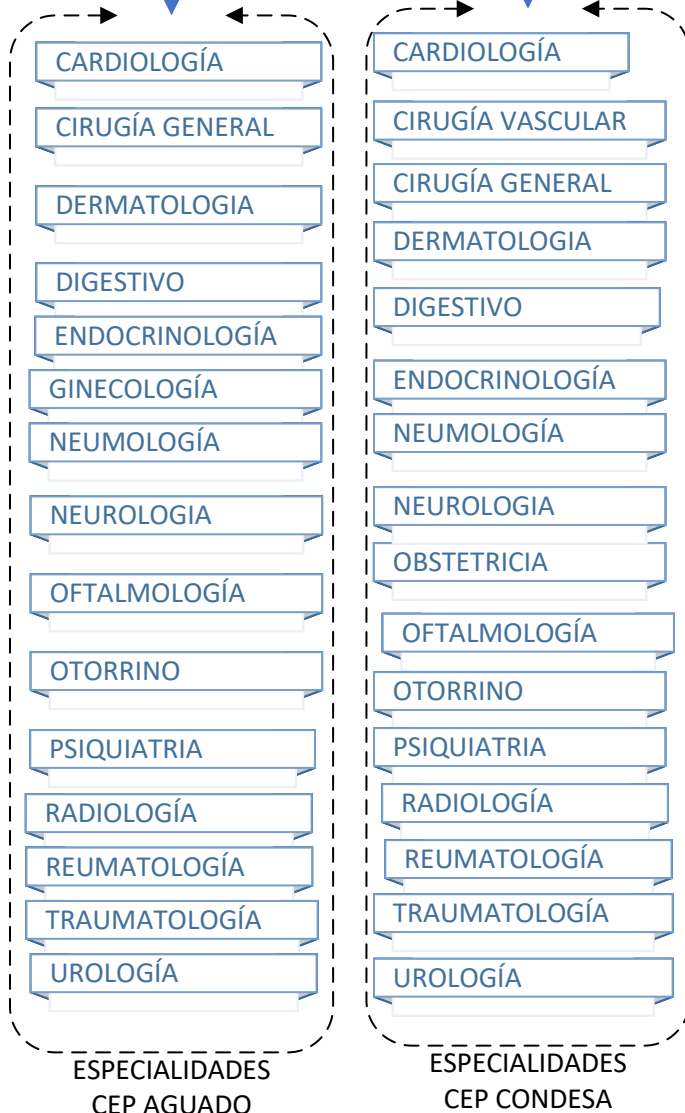 CARDIOLOGÍA
CIRUGÍA GENERAL
DERMATOLOGIA
DIGESTIVO
ENDOCRINOLOGÍA
GINECOLOGÍA
NEUMOLOGÍA
NEUROLOGIA
OFTALMOLOGÍA
OTORRINO
PSIQUIATRIA
RADIOLOGÍA
REUMATOLOGÍA
TRAUMATOLOGÍA
UROLOGÍA
ESPECIALIDADES
CEP AGUADO
CARDIOLOGÍA
CIRUGÍA VASCULAR
CIRUGÍA GENERAL
DERMATOLOGIA
DIGESTIVO
ENDOCRINOLOGÍA
NEUMOLOGÍA
NEUROLOGIA
OBSTETRICIA
OFTALMOLOGÍA
OTORRINO
PSIQUIATRIA
RADIOLOGÍA
REUMATOLOGÍA
TRAUMATOLOGÍA
UROLOGÍA
ESPECIALIDADES
CEP CONDESA